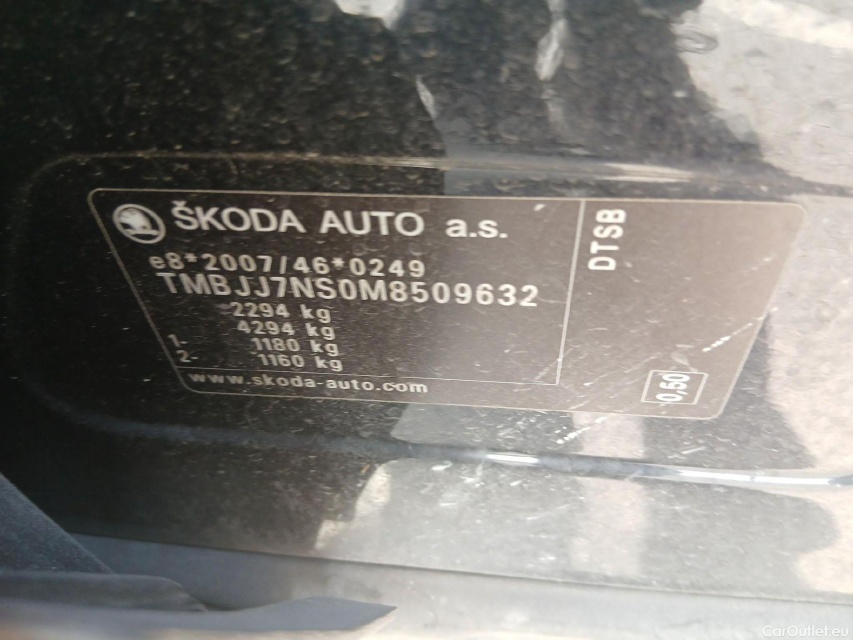 ŠKODA AUTO a.s.
e8*2007/46*0249
TMBJJ7NS0M8509632
2294 kg
4294 kg
1- 1180 kg
2- 1160 kg
www.skoda-auto.com
DTSB
0,50
CarOutlet.eu